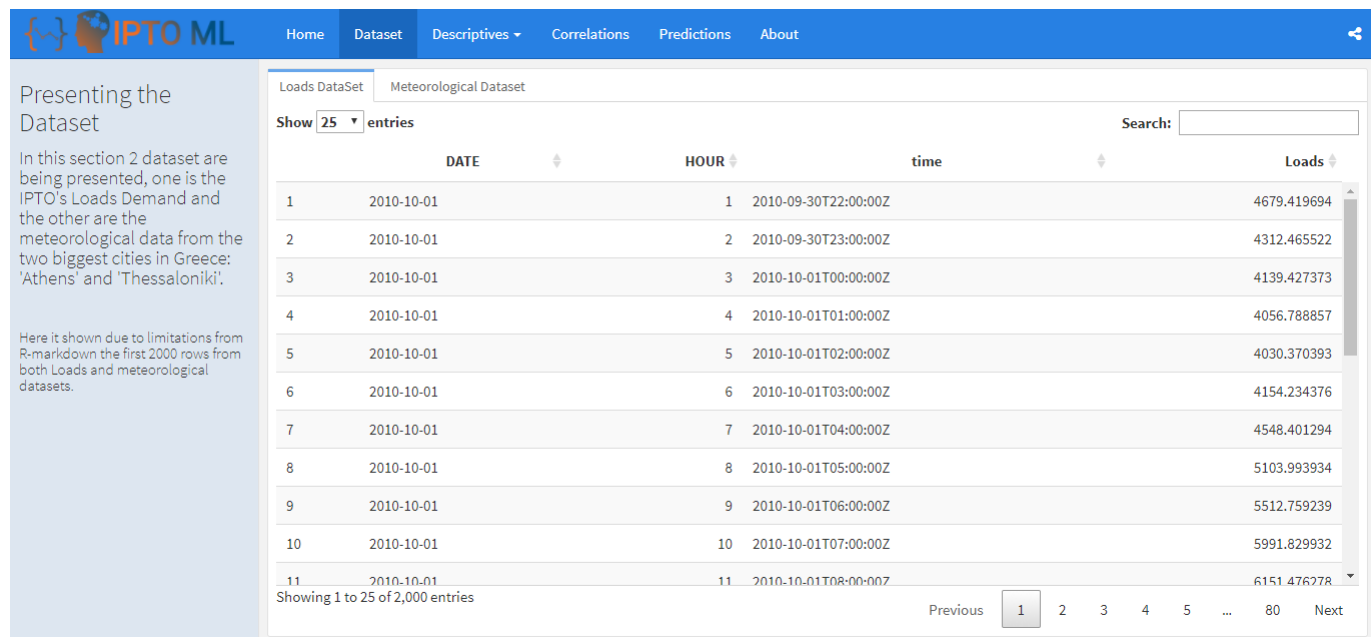 {~} IPTO ML Home Dataset Descriptives Correlations Predictions About
Presenting the
Dataset
In this section 2 dataset are
being presented, one is the
IPTO's Loads Demand and
the other are the
meteorological data from the
two biggest cities in Greece:
'Athens' and 'Thessaloniki'.
Here it shown due to limitations from
R-markdown the first 2000 rows from
both Loads and meteorological
datasets.
Loads DataSet Meteorological Dataset
Show 25 entries Search:
DATE HOUR time Loads
1 2010-10-01 1 2010-09-30T22:00:00Z 4679.419694
2 2010-10-01 2 2010-09-30T23:00:00Z 4312.465522
3 2010-10-01 3 2010-10-01T00:00:00Z 4139.427373
4 2010-10-01 4 2010-10-01T01:00:00Z 4056.788857
5 2010-10-01 5 2010-10-01T02:00:00Z 4030.370393
6 2010-10-01 6 2010-10-01T03:00:00Z 4154.234376
7 2010-10-01 7 2010-10-01T04:00:00Z 4548.401294
8 2010-10-01 8 2010-10-01T05:00:00Z 5103.993934
9 2010-10-01 9 2010-10-01T06:00:00Z 5512.759239
10 2010-10-01 10 2010-10-01T07:00:00Z 5991.829932
11 2010-10-01 11 2010-10-01T08:00:00Z 6151.476278
Showing 1 to 25 of 2,000 entries
Previous 1 2 3 4 5 ... 80 Next